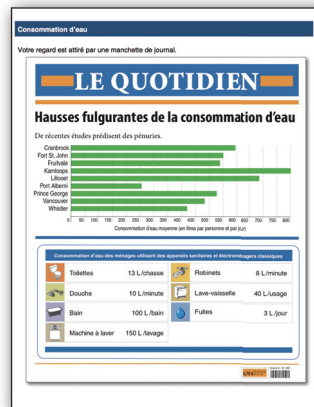 Consommation d'eau
Votre regard est attiré par une manchette de journal.
LE QUOTIDIEN
Hausses fulgurantes de la consommation d'eau
De récentes études prédisent des pénuries.
Cranbrook
Fort St. John
Fruitvale
Kamloops
Lillooet
Port Alberni
Prince George
Vancouver
Whistler
0 50 100 150 200 250 300 350 400 450 500 550 600 650 700 750 800
Consommation d'eau moyenne (en litres par personne et par jour)
Consommation d'eau des ménages utilisant des appareils sanitaires et électroménagers classiques
Toilettes 13 L/chasse
Robinets 8 L/minute
Douche 10 L/minute
Lave-vaisselle 40 L/usage
Bain 100 L/bain
Fuites 3 L/jour
Machine à laver 150 L/lavage